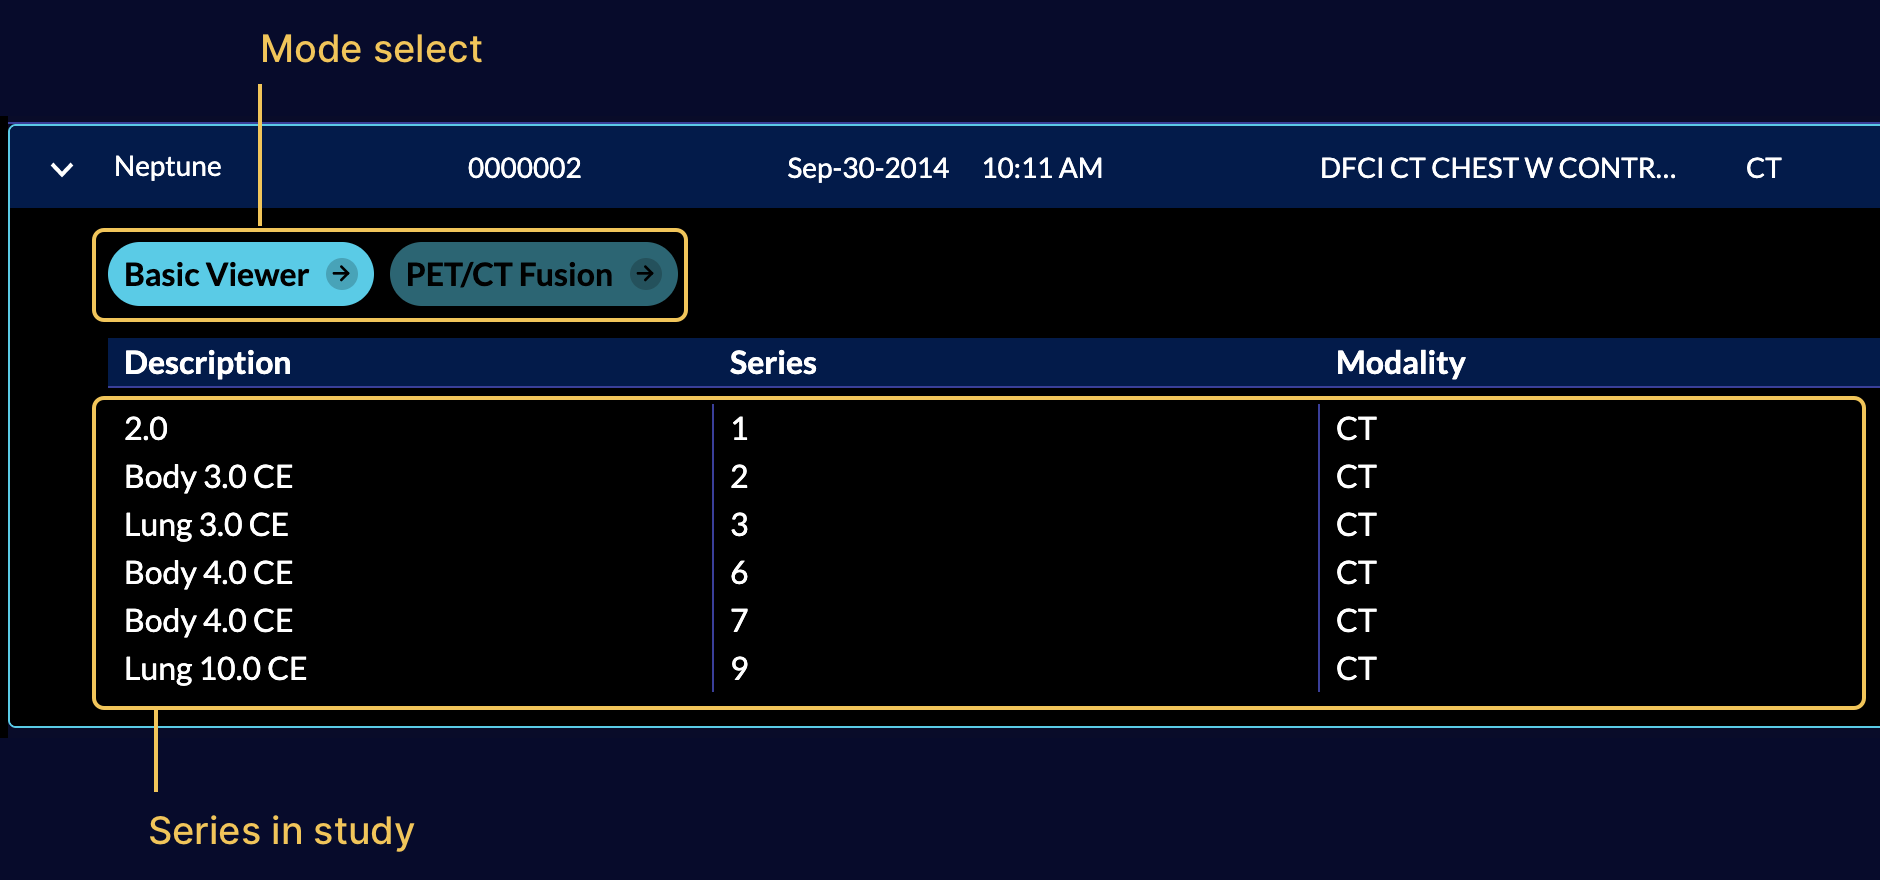 Mode select
Neptune 0000002 Sep-30-2014 10:11 AM DFCI CT CHEST W CONTR... CT
Basic Viewer PET/CT Fusion
Description Series Modality
2.0 1 CT
Body 3.0 CE 2 CT
Lung 3.0 CE 3 CT
Body 4.0 CE 6 CT
Body 4.0 CE 7 CT
Lung 10.0 CE 9 CT
Series in study